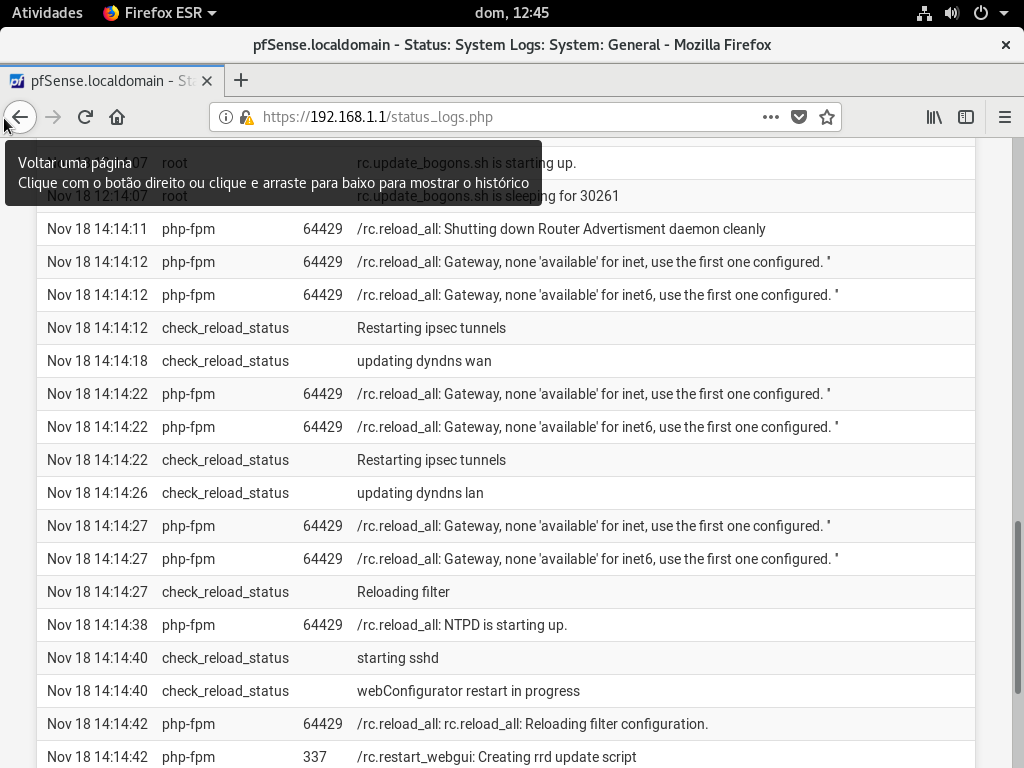 Atividades Firefox ESR dom, 12:45
pfSense.localdomain - Status: System Logs: System: General - Mozilla Firefox
pfSense.localdomain - Sta
https://192.168.1.1/status_logs.php
Voltar uma página
Clique com o botão direito ou clique e arraste para baixo para mostrar o histórico
07 root rc.update_bogons.sh is starting up.
Nov 18 12:14:07 root rc.update_bogons.sh is sleeping for 30261
Nov 18 14:14:11 php-fpm 64429 /rc.reload_all: Shutting down Router Advertisment daemon cleanly
Nov 18 14:14:12 php-fpm 64429 /rc.reload_all: Gateway, none 'available' for inet, use the first one configured. ''
Nov 18 14:14:12 php-fpm 64429 /rc.reload_all: Gateway, none 'available' for inet6, use the first one configured. ''
Nov 18 14:14:12 check_reload_status Restarting ipsec tunnels
Nov 18 14:14:18 check_reload_status updating dyndns wan
Nov 18 14:14:22 php-fpm 64429 /rc.reload_all: Gateway, none 'available' for inet, use the first one configured. ''
Nov 18 14:14:22 php-fpm 64429 /rc.reload_all: Gateway, none 'available' for inet6, use the first one configured. ''
Nov 18 14:14:22 check_reload_status Restarting ipsec tunnels
Nov 18 14:14:26 check_reload_status updating dyndns lan
Nov 18 14:14:27 php-fpm 64429 /rc.reload_all: Gateway, none 'available' for inet, use the first one configured. ''
Nov 18 14:14:27 php-fpm 64429 /rc.reload_all: Gateway, none 'available' for inet6, use the first one configured. ''
Nov 18 14:14:27 check_reload_status Reloading filter
Nov 18 14:14:38 php-fpm 64429 /rc.reload_all: NTPD is starting up.
Nov 18 14:14:40 check_reload_status starting sshd
Nov 18 14:14:40 check_reload_status webConfigurator restart in progress
Nov 18 14:14:42 php-fpm 64429 /rc.reload_all: rc.reload_all: Reloading filter configuration.
Nov 18 14:14:42 php-fpm 337 /rc.restart_webgui: Creating rrd update script